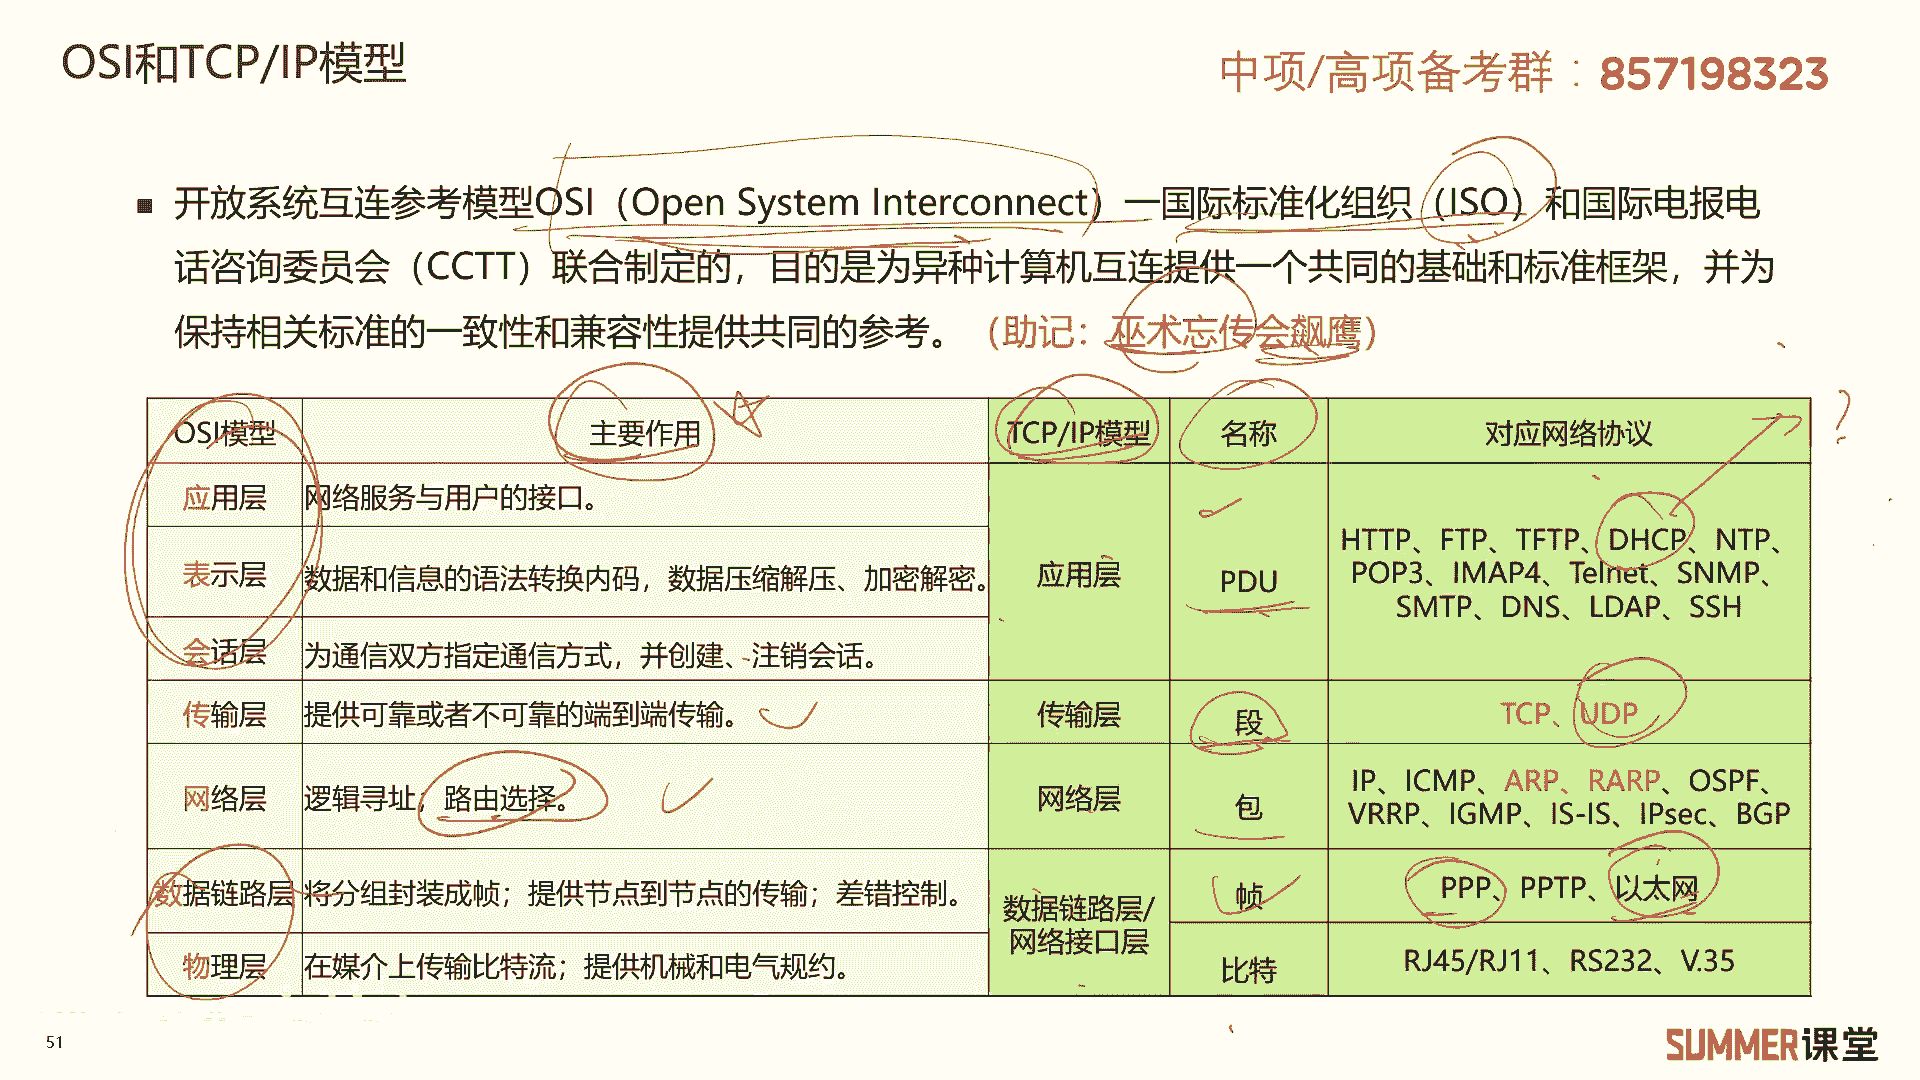 OSI和TCP/IP模型
中项/高项备考群：857198323
■ 开放系统互连参考模型OSI（Open System Interconnect）—国际标准化组织（ISO）和国际电报电
话咨询委员会（CCTT）联合制定的，目的是为异种计算机互连提供一个共同的基础和标准框架，并为
保持相关标准的一致性和兼容性提供共同的参考。（助记：巫术忘传会飙鹰）
OSI模型 主要作用 TCP/IP模型 名称 对应网络协议
应用层 网络服务与用户的接口。
表示层 数据和信息的语法转换内码，数据压缩解压、加密解密。
会话层 为通信双方指定通信方式，并创建、注销会话。
应用层 PDU
HTTP、FTP、TFTP、DHCP、NTP、
POP3、IMAP4、Telnet、SNMP、
SMTP、DNS、LDAP、SSH
传输层 提供可靠或者不可靠的端到端传输。 传输层 段 TCP、UDP
网络层 逻辑寻址；路由选择。 网络层 包
IP、ICMP、ARP、RARP、OSPF、
VRRP、IGMP、IS-IS、IPsec、BGP
数据链路层 将分组封装成帧；提供节点到节点的传输；差错控制。
数据链路层/
网络接口层
帧 PPP、PPTP、以太网
物理层 在媒介上传输比特流；提供机械和电气规约。 比特 RJ45/RJ11、RS232、V.35
?
51
SUMMER课堂